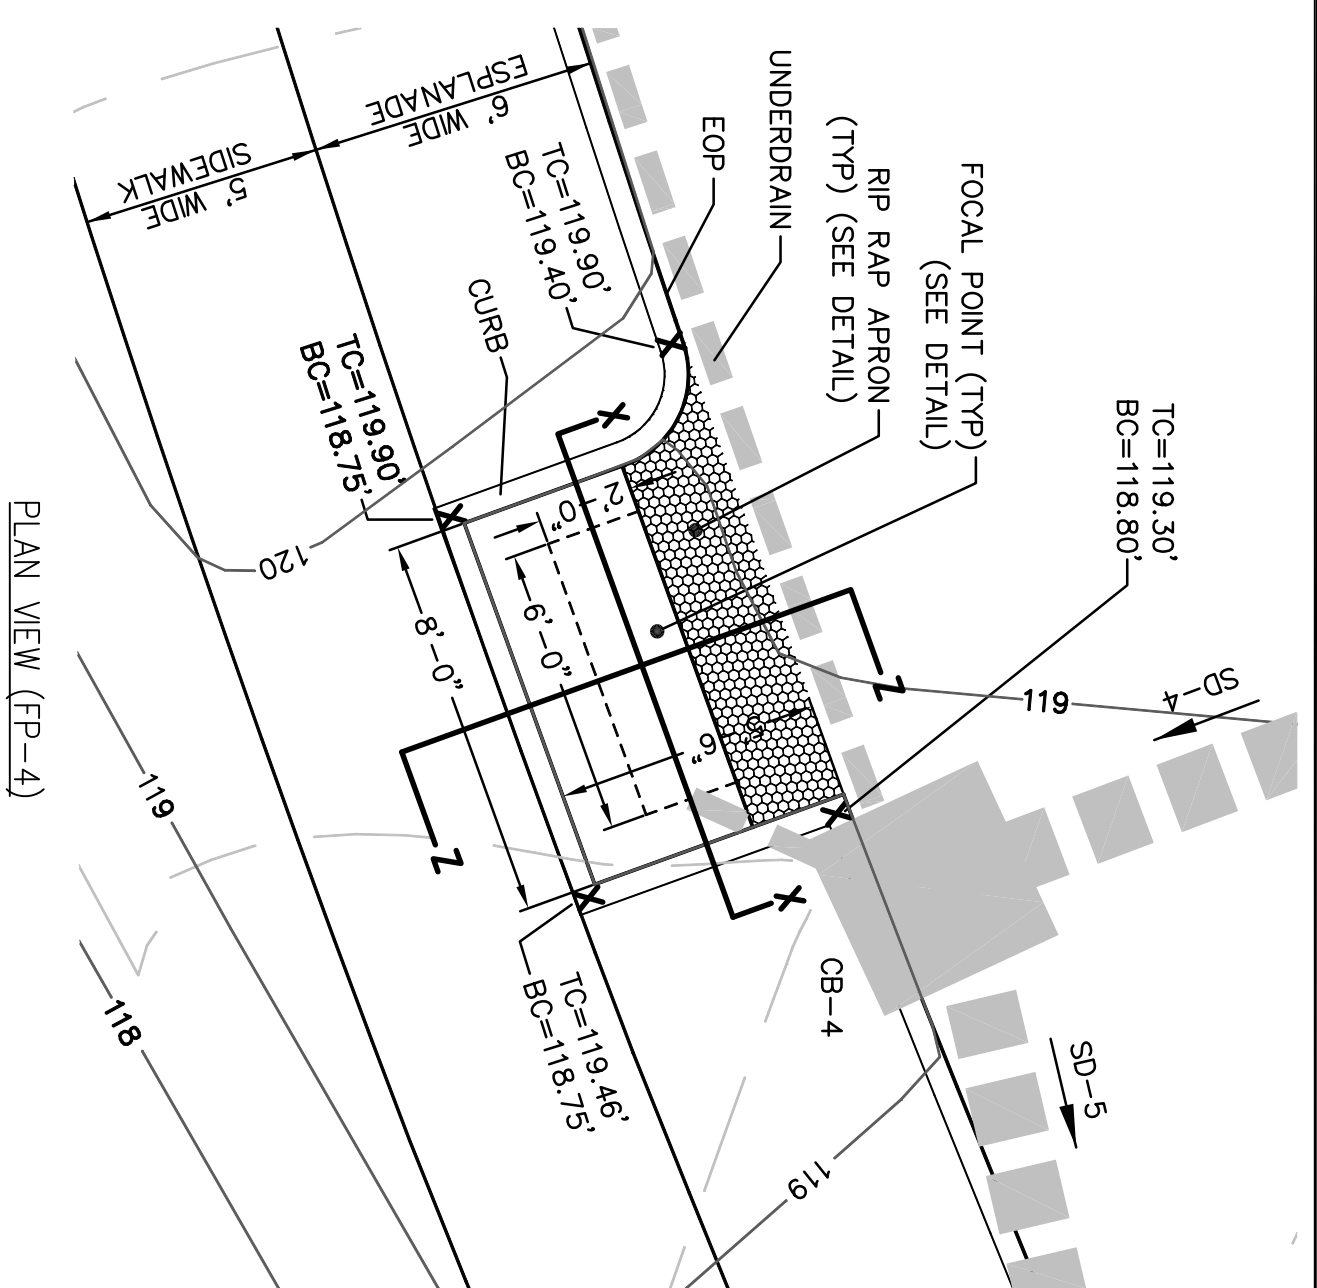 TC=119.30'
BC=118.80'
FOCAL POINT (TYP)
(SEE DETAIL)
RIP RAP APRON
(TYP) (SEE DETAIL)
UNDERDRAIN
EOP
TC=119.90'
BC=119.40'
6' WIDE
ESPLANADE
5' WIDE
SIDEWALK
CURB
TC=119.90'
BC=118.75'
X
X
Z
Z
2'-0"
6'-0"
8'-0"
6"
120
119
SD-4
CB-4
SD-5
TC=119.46'
BC=118.75'
119
119
118
PLAN VIEW (FP-4)